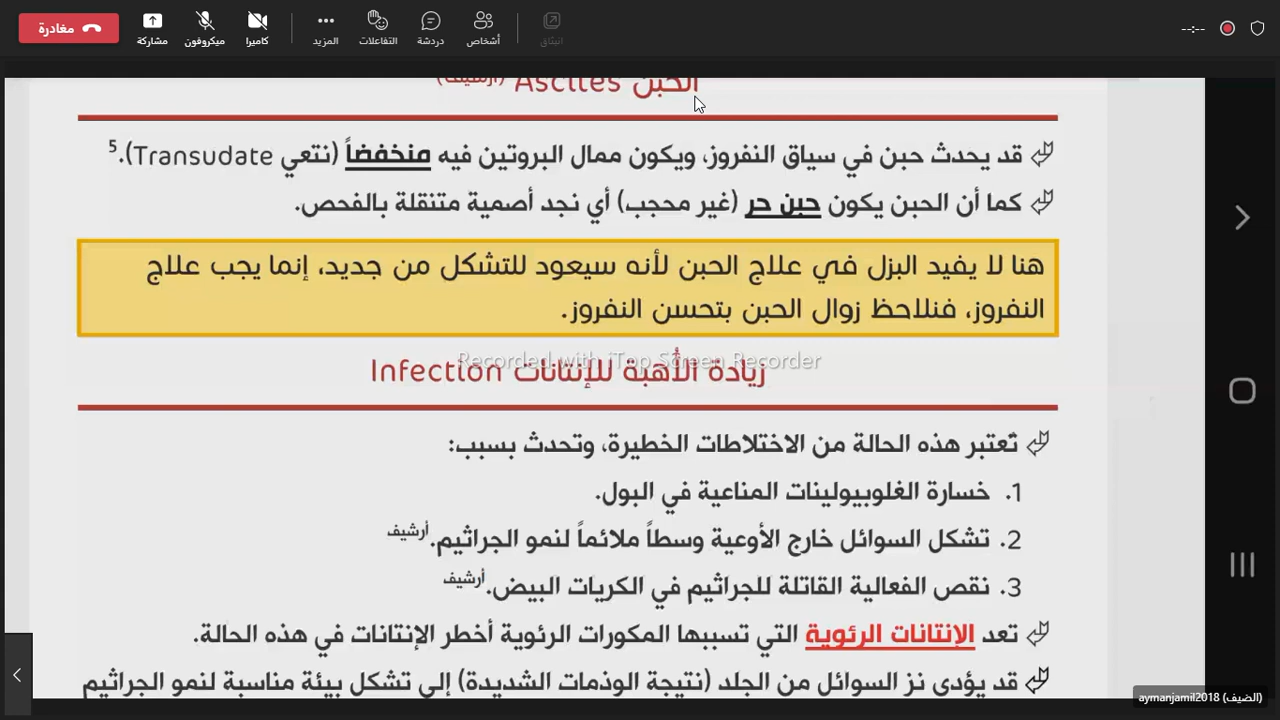 مغادرة
مشاركة
ميكروفون
كاميرا
المزيد
التفاعلات
دردشة
أشخاص
انبثاق
--:--
الحبن Ascites (أرشيف)
قد يحدث حبن في سياق النفروز، ويكون ممال البروتين فيه منخفضاً (نتعي Transudate).5
كما أن الحبن يكون حبن حر (غير محجب) أي نجد أصمية متنقلة بالفحص.
هنا لا يفيد البزل في علاج الحبن لأنه سيعود للتشكل من جديد، إنما يجب علاج
النفروز، فنلاحظ زوال الحبن بتحسن النفروز.
Recorded with iTop Screen Recorder
زيادة الأُهبة للإنتانات Infection
تُعتبر هذه الحالة من الاختلاطات الخطيرة، وتحدث بسبب:
1. خسارة الغلوبيولينات المناعية في البول.
2. تشكل السوائل خارج الأوعية وسطاً ملائماً لنمو الجراثيم.أرشيف
3. نقص الفعالية القاتلة للجراثيم في الكريات البيض.أرشيف
تعد الإنتانات الرئوية التي تسببها المكورات الرئوية أخطر الإنتانات في هذه الحالة.
قد يؤدي نز السوائل من الجلد (نتيجة الوذمات الشديدة) إلى تشكل بيئة مناسبة لنمو الجراثيم
aymanjamil2018 (الضيف)